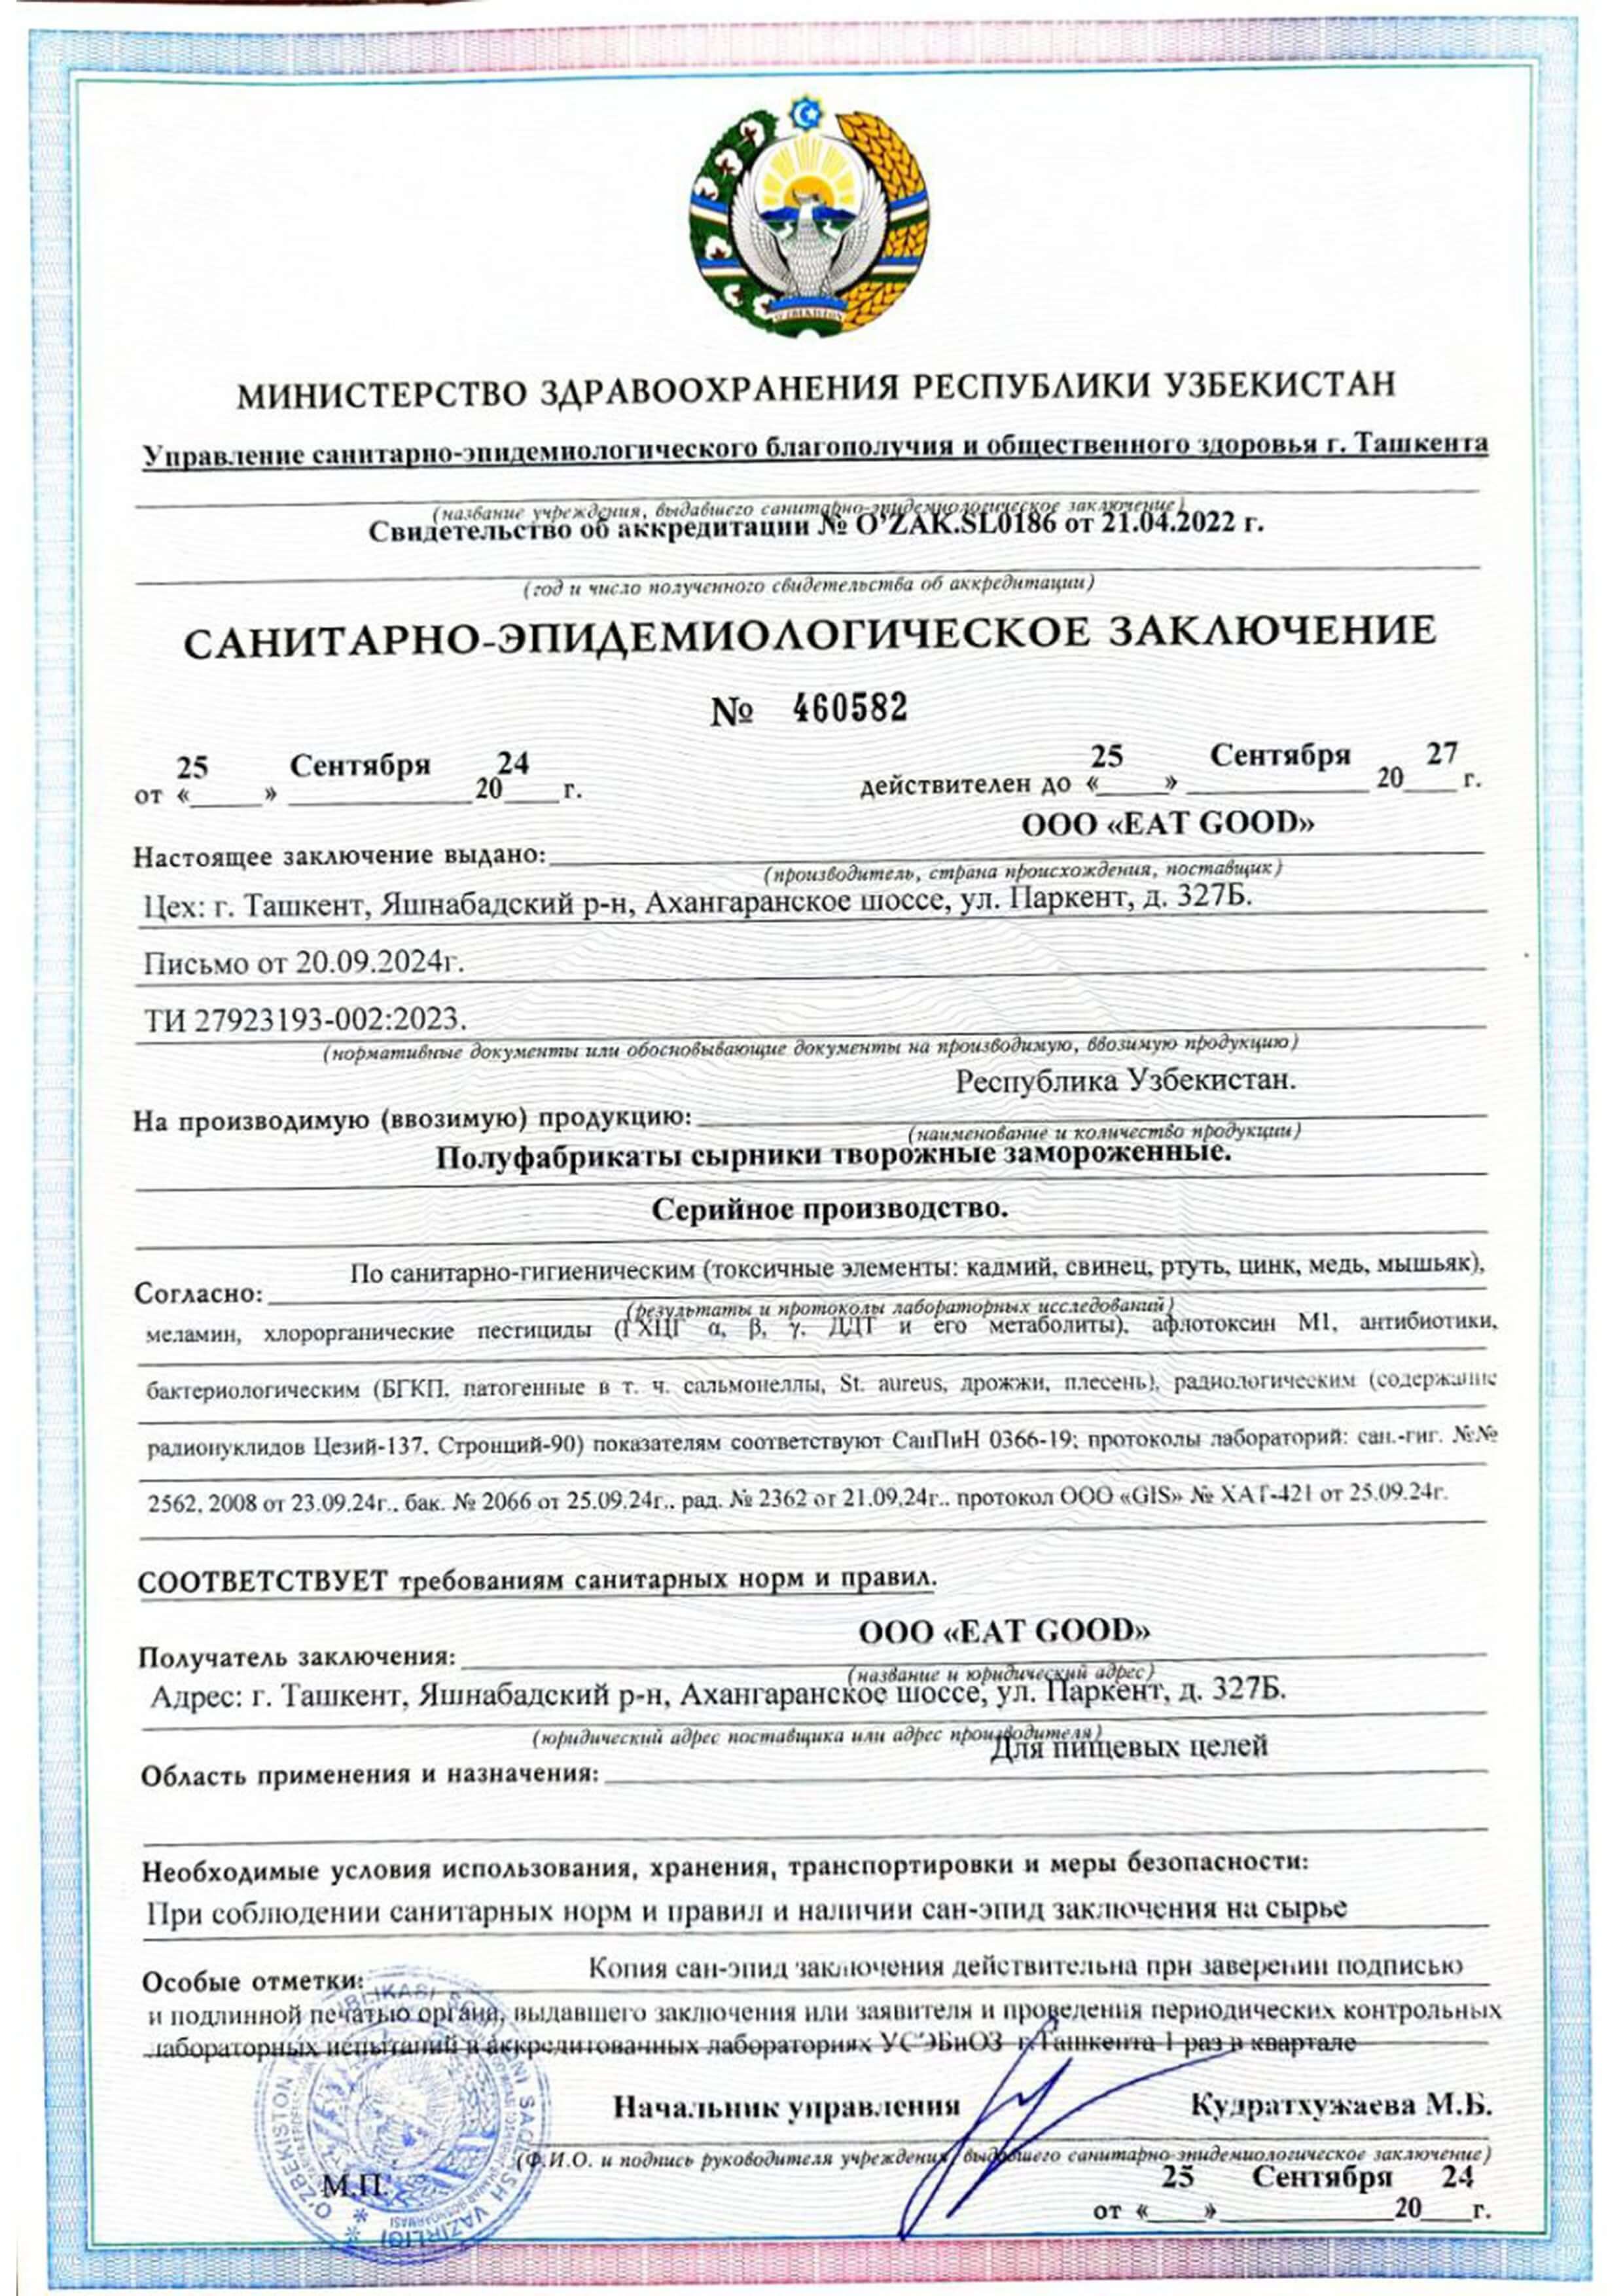 O'ZBEKISTON
МИНИСТЕРСТВО ЗДРАВООХРАНЕНИЯ РЕСПУБЛИКИ УЗБЕКИСТАН
Управление санитарно-эпидемиологического благополучия и общественного здоровья г. Ташкента
(название учреждения, выдавшего санитарно-эпидемиологическое заключение)
Свидетельство об аккредитации № O'ZAK.SL0186 от 21.04.2022 г.
(год и число полученного свидетельства об аккредитации)
САНИТАРНО-ЭПИДЕМИОЛОГИЧЕСКОЕ ЗАКЛЮЧЕНИЕ
№ 460582
от « 25 » Сентября 20 24 г. действителен до « 25 » Сентября 20 27 г.
Настоящее заключение выдано: ООО «EAT GOOD»
(производитель, страна происхождения, поставщик)
Цех: г. Ташкент, Яшнабадский р-н, Ахангаранское шоссе, ул. Паркент, д. 327Б.
Письмо от 20.09.2024г.
ТИ 27923193-002:2023.
(нормативные документы или обосновывающие документы на производимую, ввозимую продукцию)
На производимую (ввозимую) продукцию: Республика Узбекистан.
(наименование и количество продукции)
Полуфабрикаты сырники творожные замороженные.
Серийное производство.
Согласно: По санитарно-гигиеническим (токсичные элементы: кадмий, свинец, ртуть, цинк, медь, мышьяк),
(результаты и протоколы лабораторных исследований)
меламин, хлорорганические пестициды (ГХЦГ α, β, γ, ДДТ и его метаболиты), афлотоксин М1, антибиотики,
бактериологическим (БГКП, патогенные в т. ч. сальмонеллы, St. aureus, дрожжи, плесень), радиологическим (содержание
радионуклидов Цезий-137, Стронций-90) показателям соответствуют СанПиН 0366-19; протоколы лабораторий: сан.-гиг. №№
2562, 2008 от 23.09.24г., бак. № 2066 от 25.09.24г., рад. № 2362 от 21.09.24г., протокол ООО «GIS» № ХАТ-421 от 25.09.24г.
СООТВЕТСТВУЕТ требованиям санитарных норм и правил.
Получатель заключения: ООО «EAT GOOD»
(название и юридический адрес)
Адрес: г. Ташкент, Яшнабадский р-н, Ахангаранское шоссе, ул. Паркент, д. 327Б.
(юридический адрес поставщика или адрес производителя)
Область применения и назначения: Для пищевых целей
Необходимые условия использования, хранения, транспортировки и меры безопасности:
При соблюдении санитарных норм и правил и наличии сан-эпид заключения на сырье
Особые отметки: Копия сан-эпид заключения действительна при заверении подписью
и подлинной печатью органа, выдавшего заключения или заявителя и проведения периодических контрольных
лабораторных испытаний в аккредитованных лабораториях УСЭБиОЗ г.Ташкента 1 раз в квартале
Начальник управления Кудратхужаева М.Б.
(Ф.И.О. и подпись руководителя учреждения, выдавшего санитарно-эпидемиологическое заключение)
М.П.
от « 25 » Сентября 20 24 г.